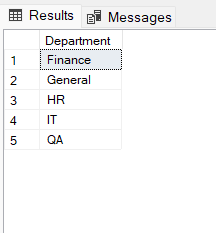 Results Messages
Department
1 Finance
2 General
3 HR
4 IT
5 QA